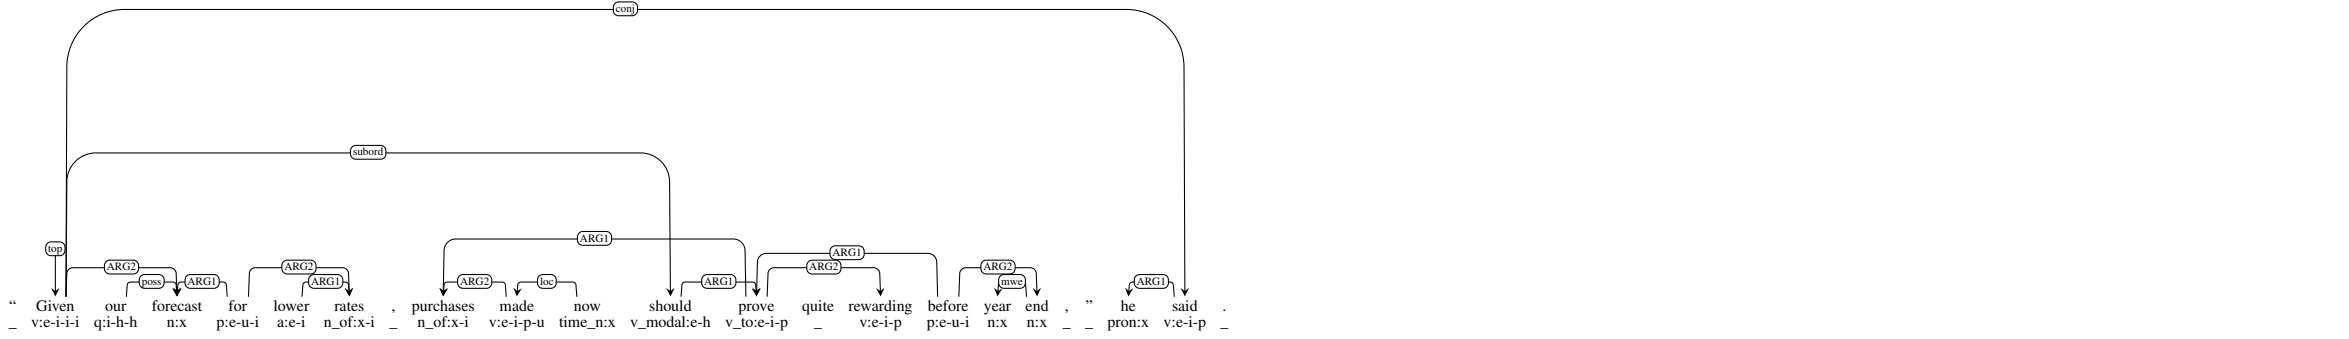 conj
subord
top
ARG1
ARG1
ARG2 ARG2 ARG2 ARG2
poss ARG1 ARG1 ARG2 loc ARG1 mwe ARG1
“ Given our forecast for lower rates , purchases made now should prove quite rewarding before year end , ” he said .
_ v:e-i-i-i q:i-h-h n:x p:e-u-i a:e-i n_of:x-i _ n_of:x-i v:e-i-p-u time_n:x v_modal:e-h v_to:e-i-p _ v:e-i-p p:e-u-i n:x n:x _ _ pron:x v:e-i-p _